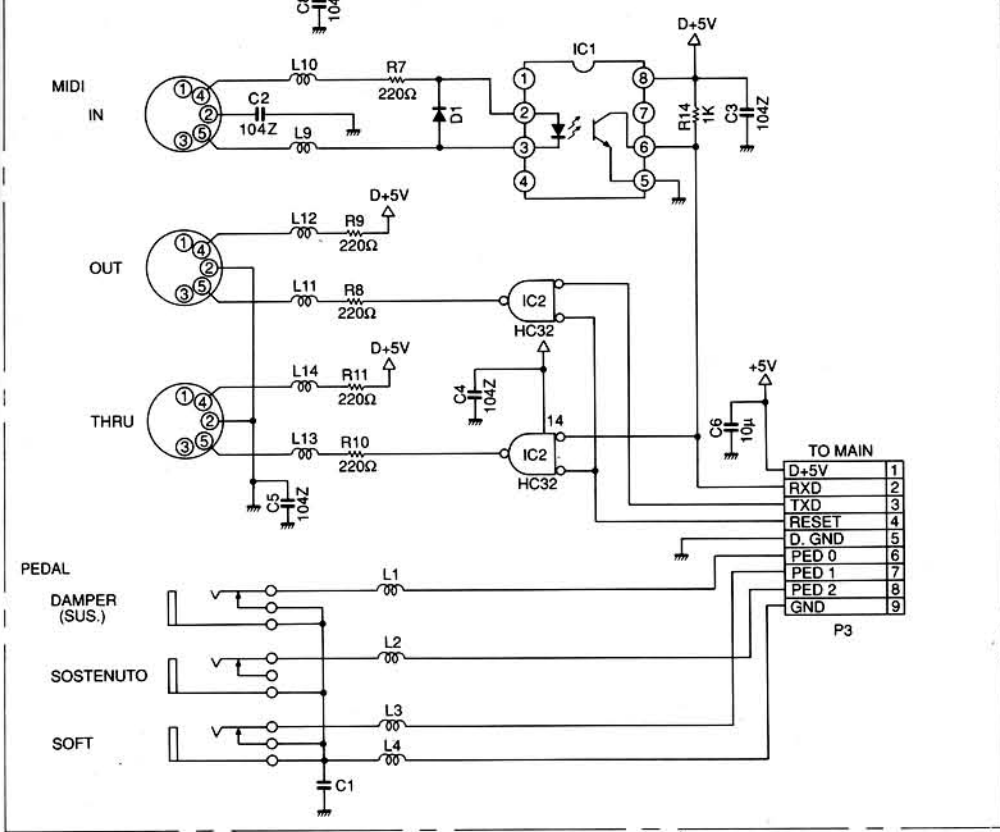 C8
104
D+5V
MIDI
IN
1
4
2
5
3
L10
R7
220Ω
C2
104Z
L9
D1
IC1
1
2
3
4
8
7
6
5
R14
1K
C3
104Z
OUT
1
4
2
5
3
L12
R9
220Ω
D+5V
L11
R8
220Ω
IC2
HC32
THRU
1
4
2
5
3
L14
R11
220Ω
D+5V
L13
R10
220Ω
C4
104Z
14
IC2
HC32
C5
104Z
+5V
C6
10µ
TO MAIN
D+5V 1
RXD 2
TXD 3
RESET 4
D. GND 5
PED 0 6
PED 1 7
PED 2 8
GND 9
P3
PEDAL
DAMPER
(SUS.)
L1
SOSTENUTO
L2
SOFT
L3
L4
C1